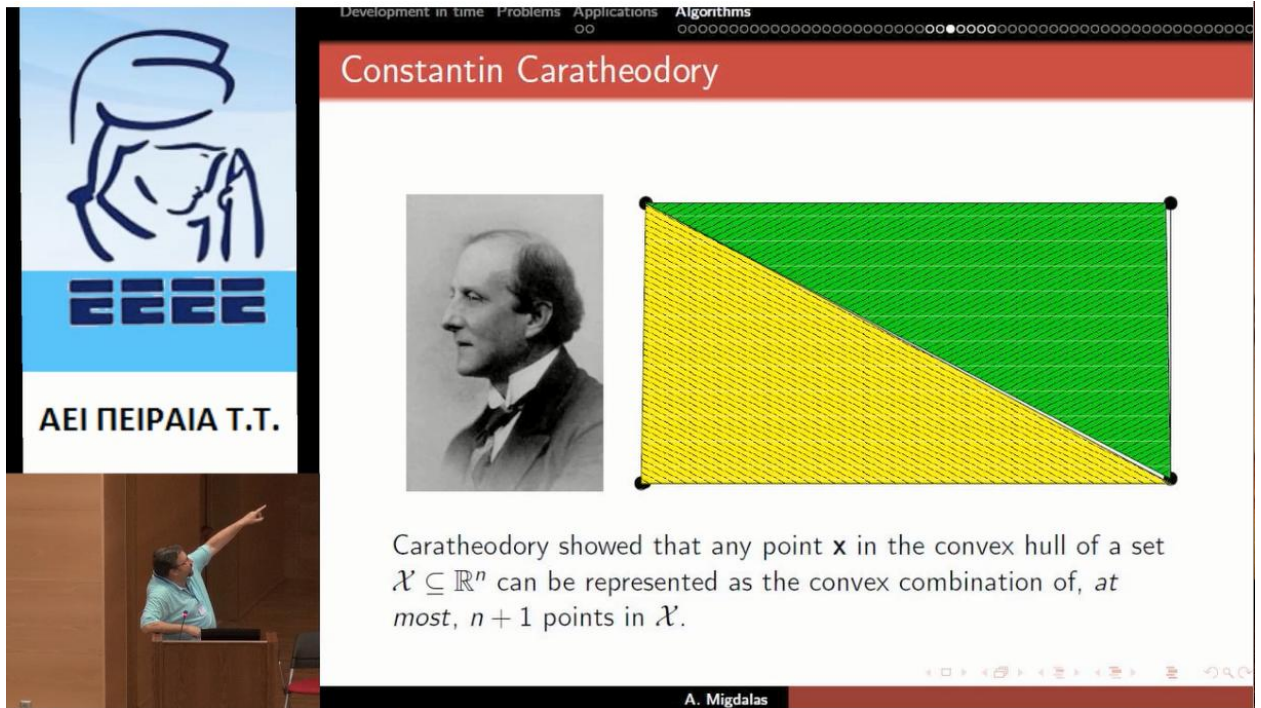 Development in time Problems Applications Algorithms
Constantin Caratheodory
ΕΕΕΕ
ΑΕΙ ΠΕΙΡΑΙΑ Τ.Τ.
Caratheodory showed that any point x in the convex hull of a set
𝒳 ⊆ ℝⁿ can be represented as the convex combination of, at
most, n + 1 points in 𝒳.
A. Migdalas